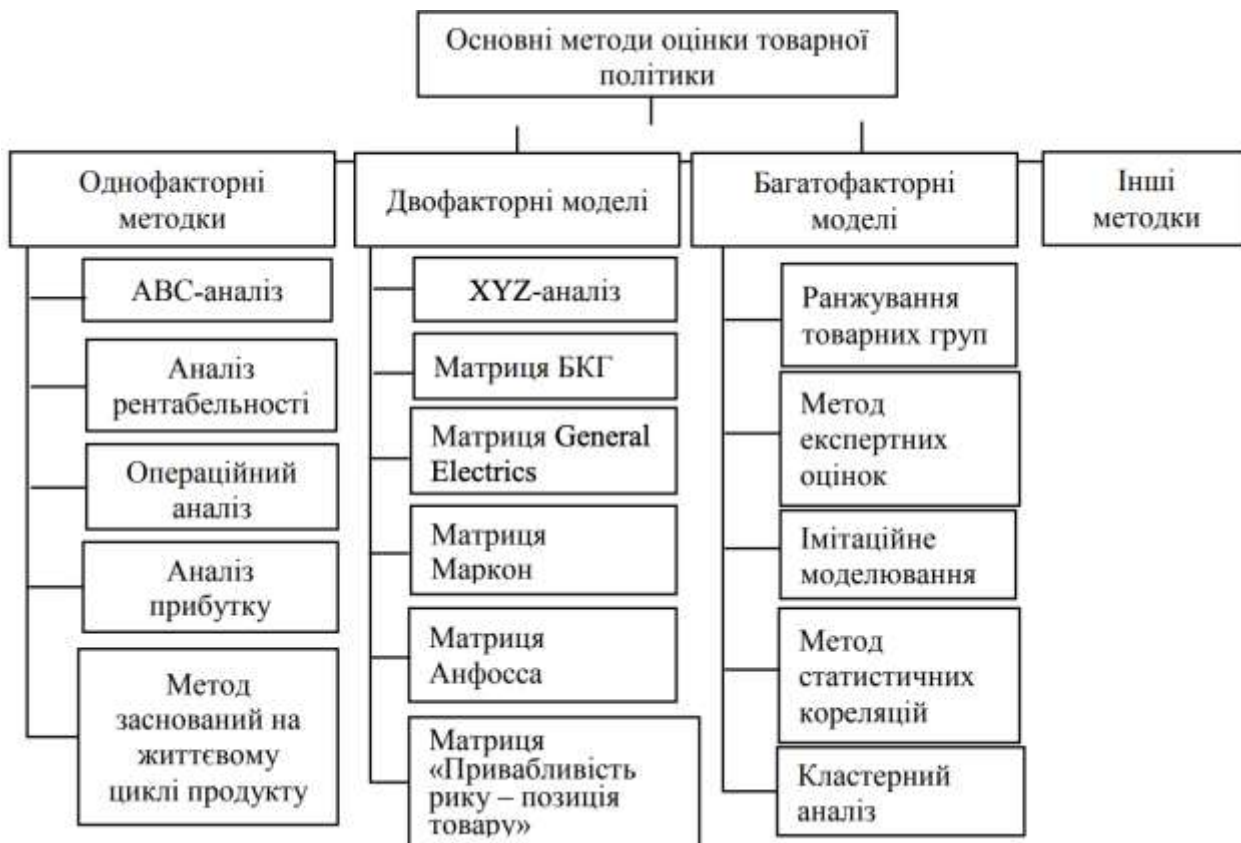 Основні методи оцінки товарної
політики
Однофакторні
методки
Двофакторні моделі
Багатофакторні
моделі
Інші
методки
АВС-аналіз
Аналіз
рентабельності
Операційний
аналіз
Аналіз
прибутку
Метод
заснований на
життєвому
циклі продукту
XYZ-аналіз
Матриця БКГ
Матриця General
Electrics
Матриця
Маркон
Матриця
Анфосса
Матриця
«Привабливість
рику – позиція
товару»
Ранжування
товарних груп
Метод
експертних
оцінок
Імітаційне
моделювання
Метод
статистичних
кореляцій
Кластерний
аналіз